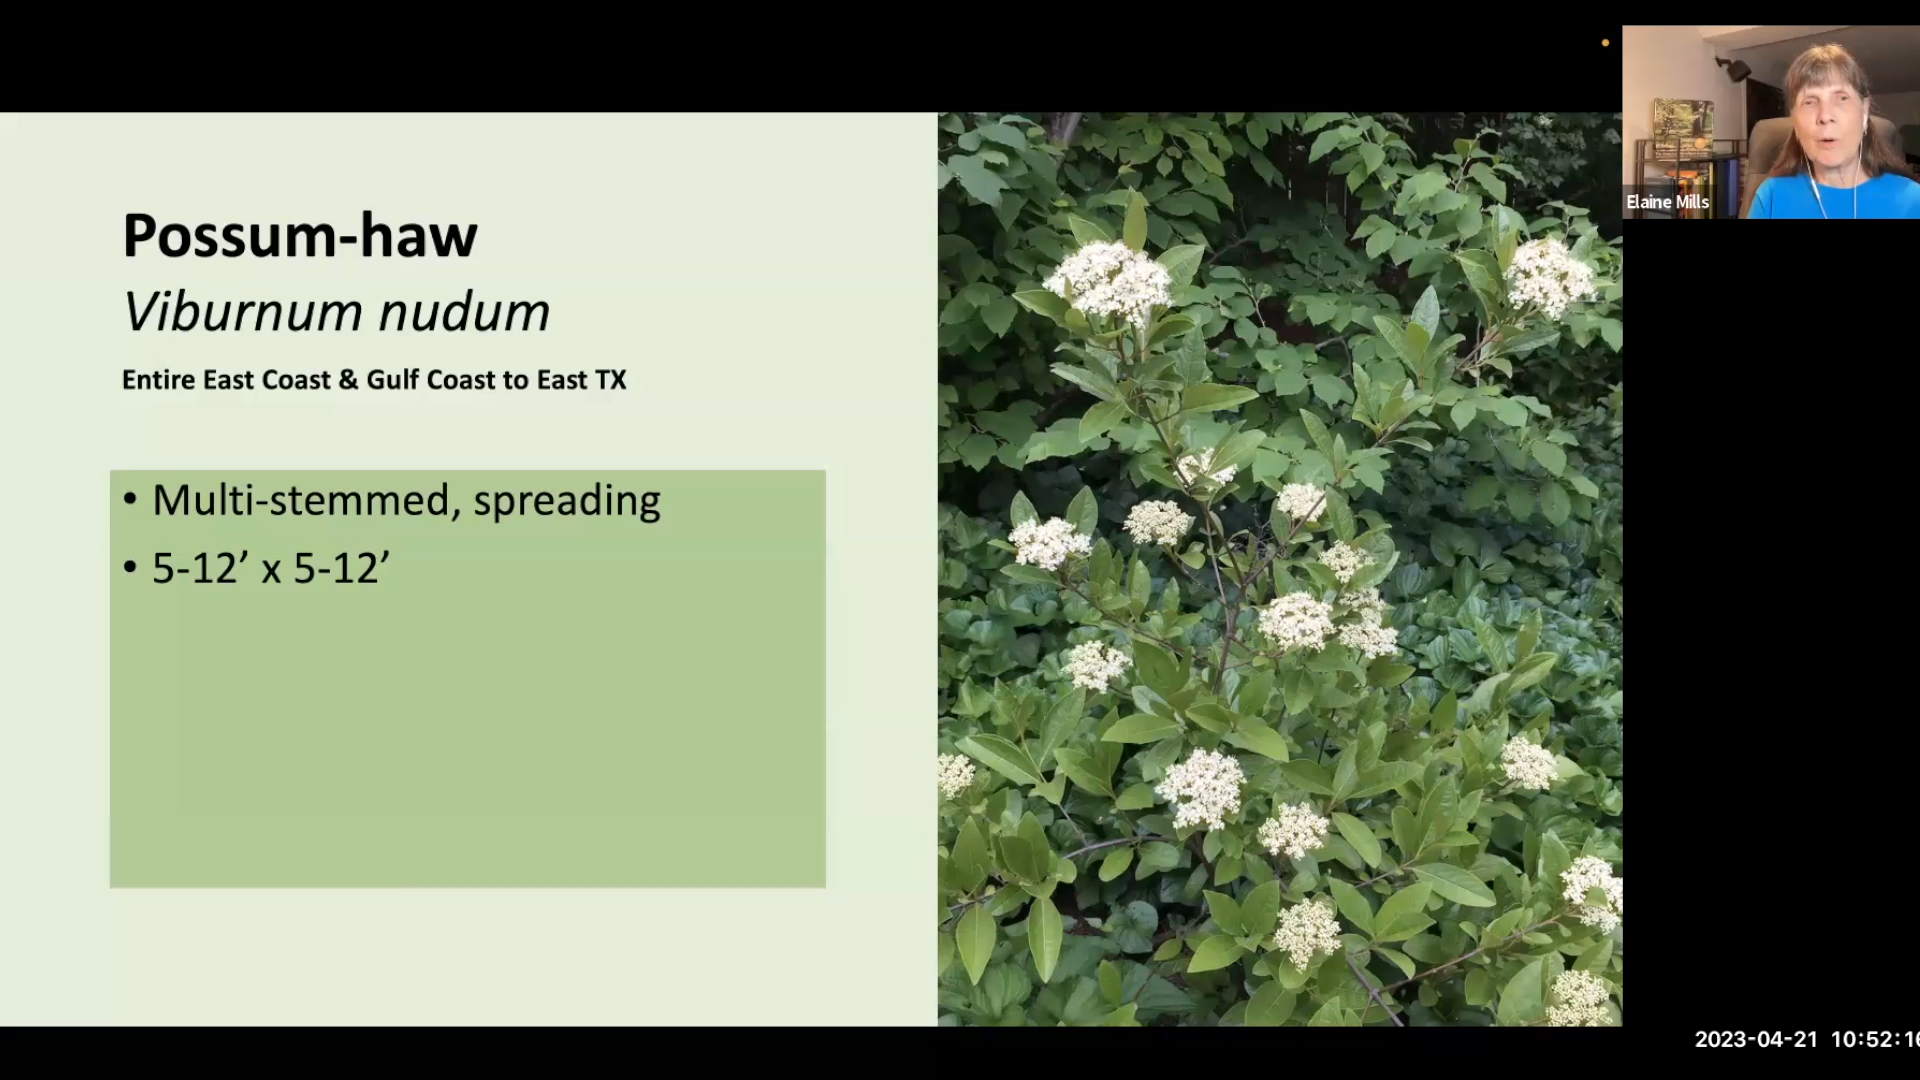 Possum-haw
Viburnum nudum
Entire East Coast & Gulf Coast to East TX
• Multi-stemmed, spreading
• 5-12’ x 5-12’
Elaine Mills
2023-04-21 10:52:16